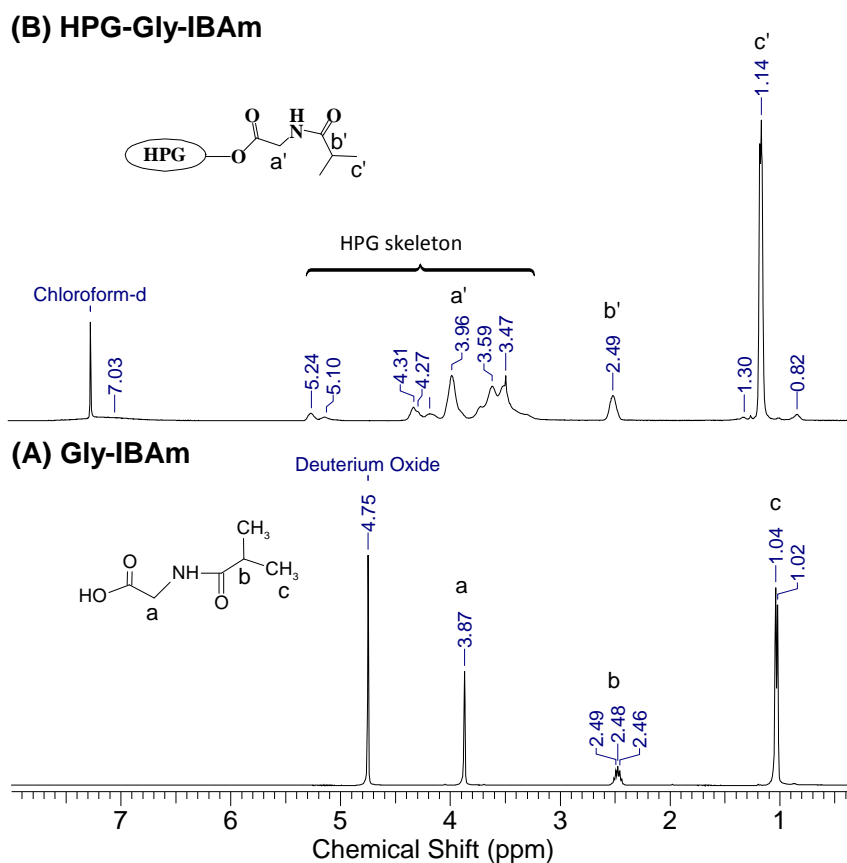 (B) HPG-Gly-IBAm
c'
1.14
O
H
N
O
HPG
O
a'
b'
c'
HPG skeleton
Chloroform-d
7.03
5.24
5.10
4.31
4.27
a'
3.96
3.59
3.47
b'
2.49
1.30
0.82
(A) Gly-IBAm
Deuterium Oxide
4.75
CH3
O
NH
CH3
HO
O
a
b
c
a
3.87
b
2.49
2.48
2.46
c
1.04
1.02
7 6 5 4 3 2 1
Chemical Shift (ppm)